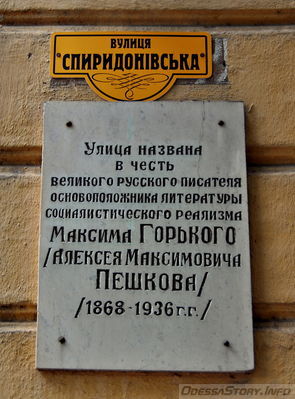 ВУЛИЦЯ
"СПИРИДОНІВСЬКА"
Улица названа
в честь
великого русского писателя
основоположника литературы
социалистического реализма
Максима Горького
/Алексея Максимовича
Пешкова/
/1868-1936 г.г./
OdessaStory.Info